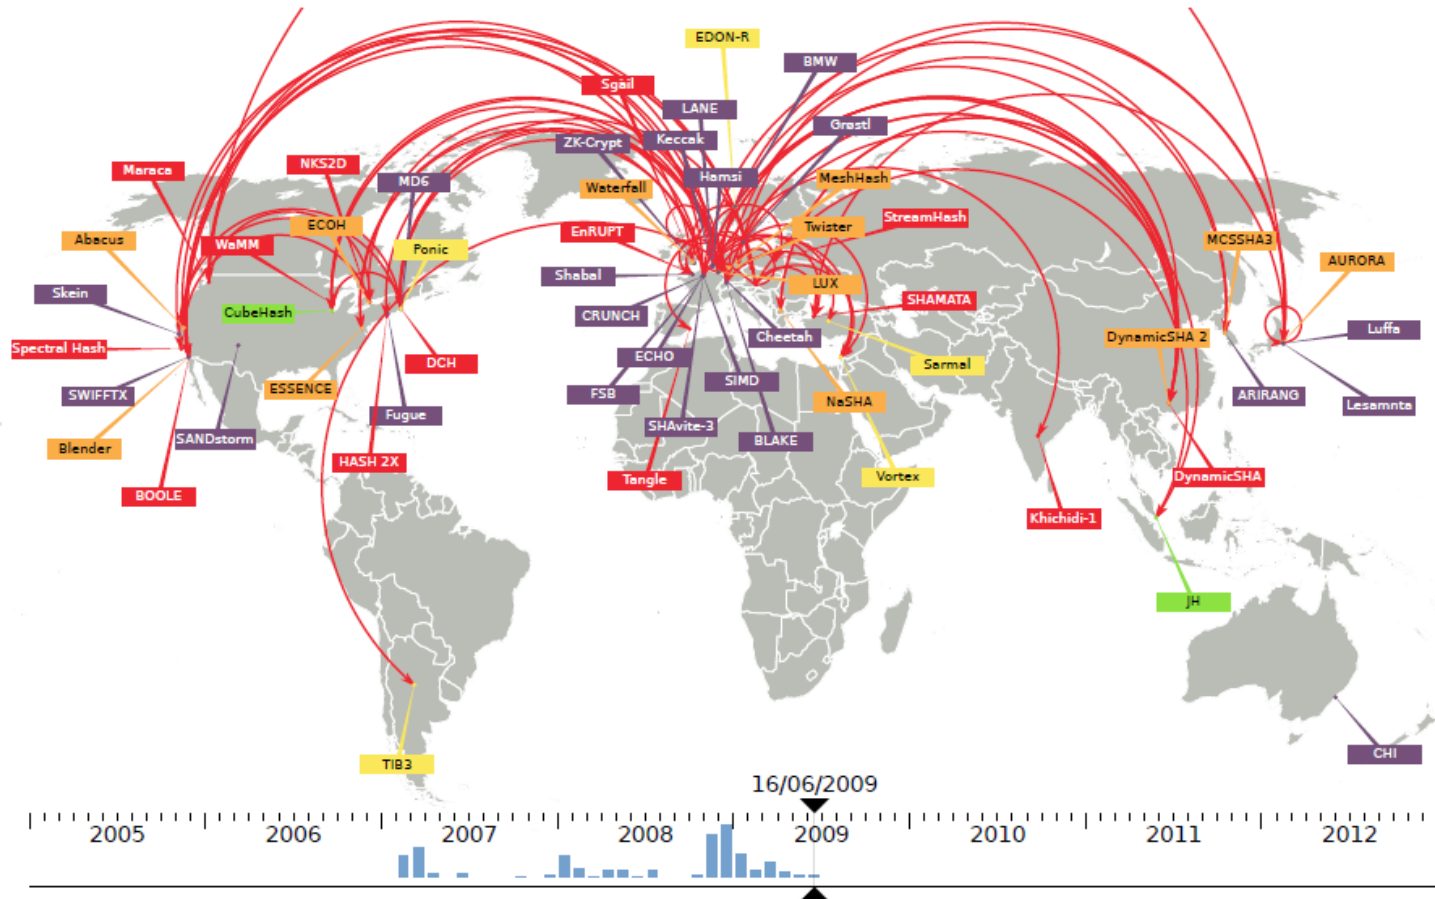 EDON-R
BMW
Sgàil
LANE
Grøstl
ZK-Crypt
Keccak
Maraca
NKS2D
MD6
Hamsi
MeshHash
Waterfall
StreamHash
ECOH
Twister
EnRUPT
Abacus
WaMM
Ponic
MCSSHA3
AURORA
Shabal
LUX
Skein
SHAMATA
CubeHash
CRUNCH
Luffa
Cheetah
DynamicSHA 2
Spectral Hash
DCH
ECHO
Sarmal
SWIFFTX
ESSENCE
FSB
SIMD
NaSHA
ARIRANG
Lesamnta
Fugue
SANDstorm
SHAvite-3
BLAKE
Blender
HASH 2X
Tangle
Vortex
DynamicSHA
BOOLE
Khichidi-1
JH
CHI
TIB3
16/06/2009
2005 2006 2007 2008 2009 2010 2011 2012